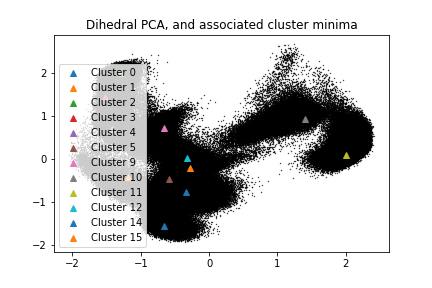 Dihedral PCA, and associated cluster minima
2
1
0
−1
−2
Cluster 0
Cluster 1
Cluster 2
Cluster 3
Cluster 4
Cluster 5
Cluster 9
Cluster 10
Cluster 11
Cluster 12
Cluster 14
Cluster 15
−2 −1 0 1 2